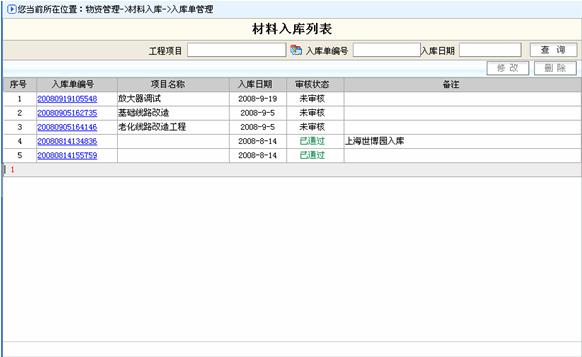 您当前所在位置：物资管理->材料入库->入库单管理
材料入库列表
工程项目 入库单编号 入库日期 查 询
修 改 删 除
序号 入库单编号 项目名称 入库日期 审核状态 备注
1 20080919105548 放大器调试 2008-9-19 未审核
2 20080905162735 基础线路改造 2008-9-5 未审核
3 20080905164146 老化线路改造工程 2008-9-5 未审核
4 20080814134836 2008-8-14 已通过 上海世博园入库
5 20080814155759 2008-8-14 已通过
1